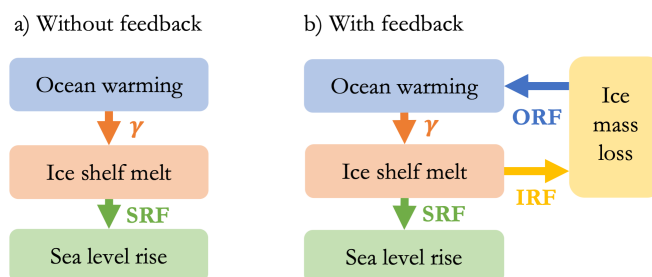 a) Without feedback
Ocean warming
γ
Ice shelf melt
SRF
Sea level rise
b) With feedback
Ocean warming
ORF
γ
Ice shelf melt
IRF
SRF
Sea level rise
Ice
mass
loss